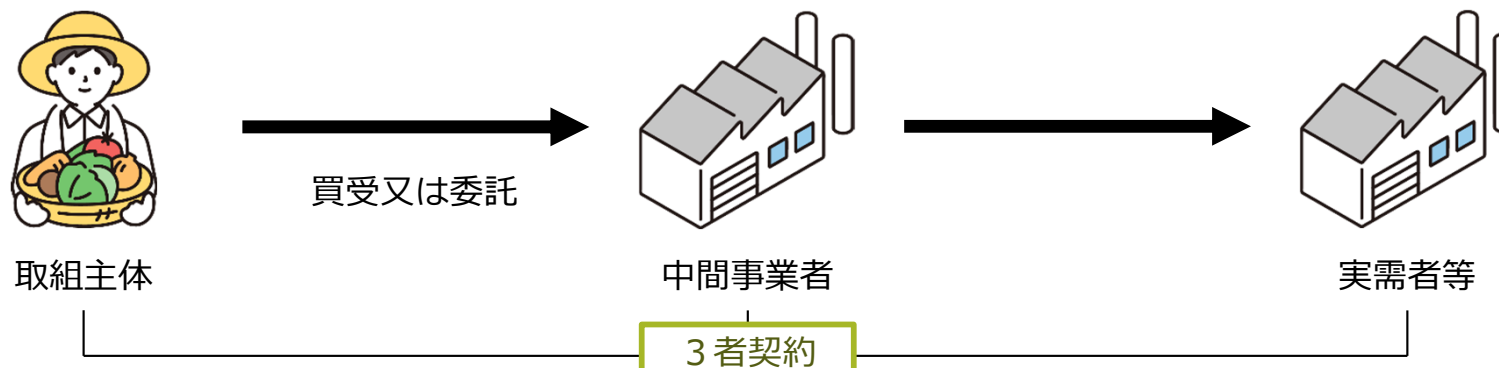 買受又は委託
取組主体
中間事業者
実需者等
３者契約